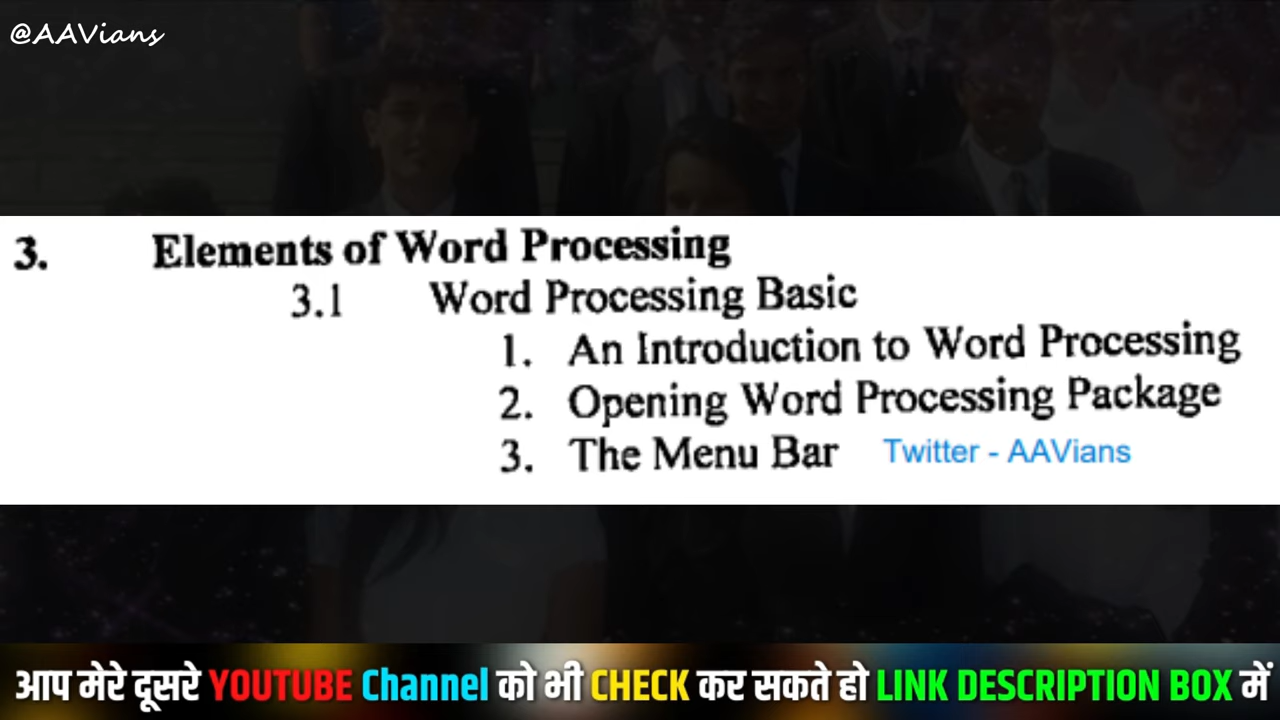 @AAVians
3. Elements of Word Processing
3.1 Word Processing Basic
1. An Introduction to Word Processing
2. Opening Word Processing Package
3. The Menu Bar Twitter - AAVians
आप मेरे दूसरे YOUTUBE Channel को भी CHECK कर सकते हो LINK DESCRIPTION BOX में